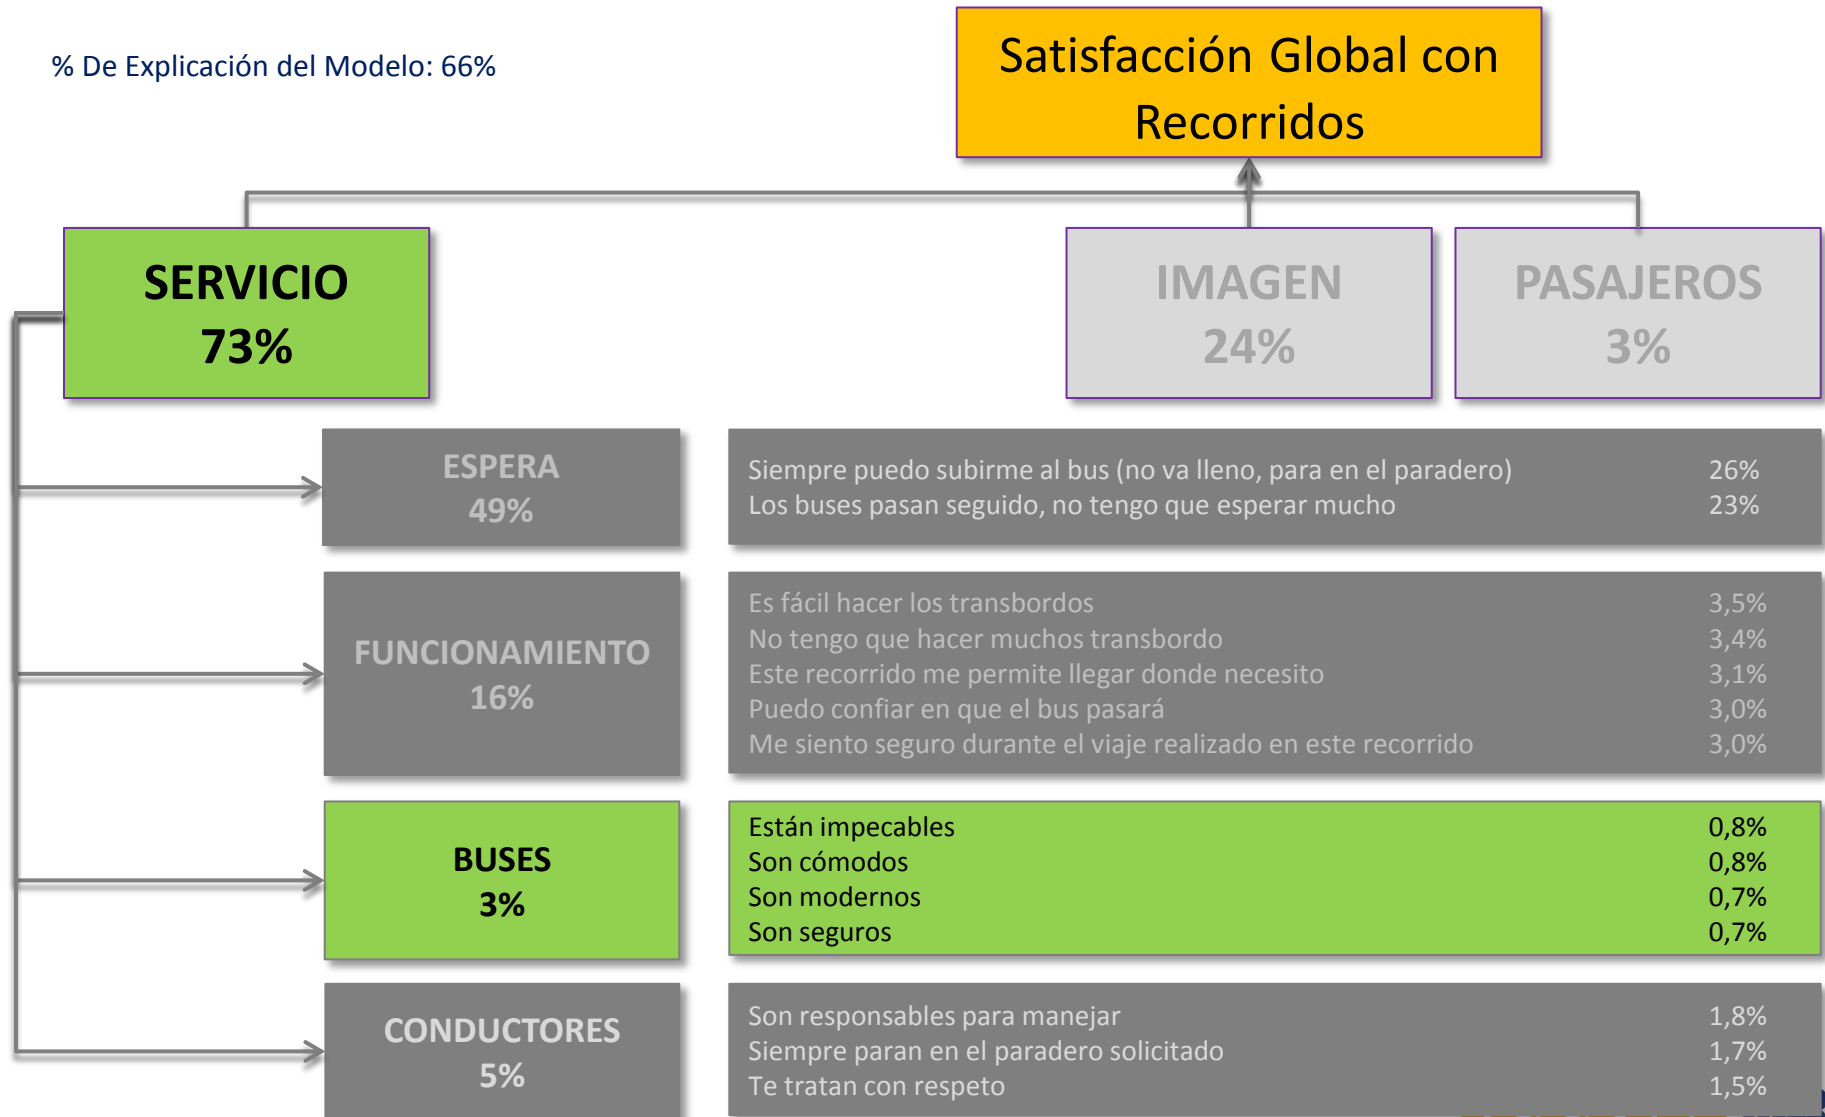 % De Explicación del Modelo: 66%
Satisfacción Global con
Recorridos
SERVICIO
73%
IMAGEN
24%
PASAJEROS
3%
ESPERA
49%
Siempre puedo subirme al bus (no va lleno, para en el paradero) 26%
Los buses pasan seguido, no tengo que esperar mucho 23%
FUNCIONAMIENTO
16%
Es fácil hacer los transbordos 3,5%
No tengo que hacer muchos transbordo 3,4%
Este recorrido me permite llegar donde necesito 3,1%
Puedo confiar en que el bus pasará 3,0%
Me siento seguro durante el viaje realizado en este recorrido 3,0%
BUSES
3%
Están impecables 0,8%
Son cómodos 0,8%
Son modernos 0,7%
Son seguros 0,7%
CONDUCTORES
5%
Son responsables para manejar 1,8%
Siempre paran en el paradero solicitado 1,7%
Te tratan con respeto 1,5%